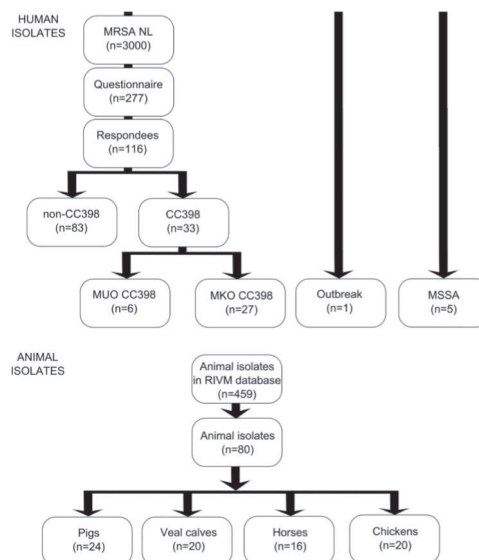 HUMAN
ISOLATES
MRSA NL
(n=3000)
Questionnaire
(n=277)
Respondees
(n=116)
non-CC398
(n=83)
CC398
(n=33)
MUO CC398
(n=6)
MKO CC398
(n=27)
Outbreak
(n=1)
MSSA
(n=5)
ANIMAL
ISOLATES
Animal isolates
in RIVM database
(n=459)
Animal isolates
(n=80)
Pigs
(n=24)
Veal calves
(n=20)
Horses
(n=16)
Chickens
(n=20)